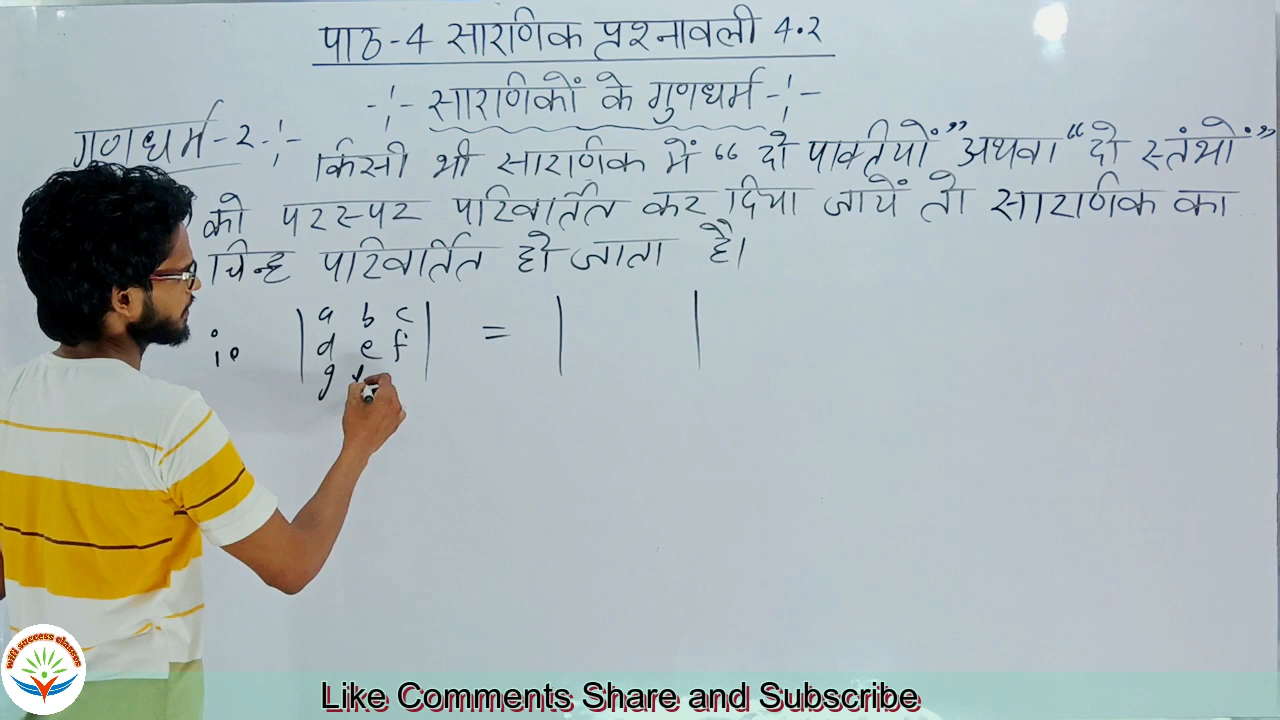 पाठ-4 सारणिक प्रश्नावली 4.2
-:- सारणिकों के गुणधर्म -:-
गुणधर्म-2 -:- किसी भी सारणिक में “ दो पंक्तियों ” अथवा “दो स्तंभों”
को परस्पर परिवर्तित कर दिया जायें तो सारणिक का
चिन्ह परिवर्तित हो जाता है।
i. | a b c | = | |
d e f
g
Like Comments Share and Subscribe